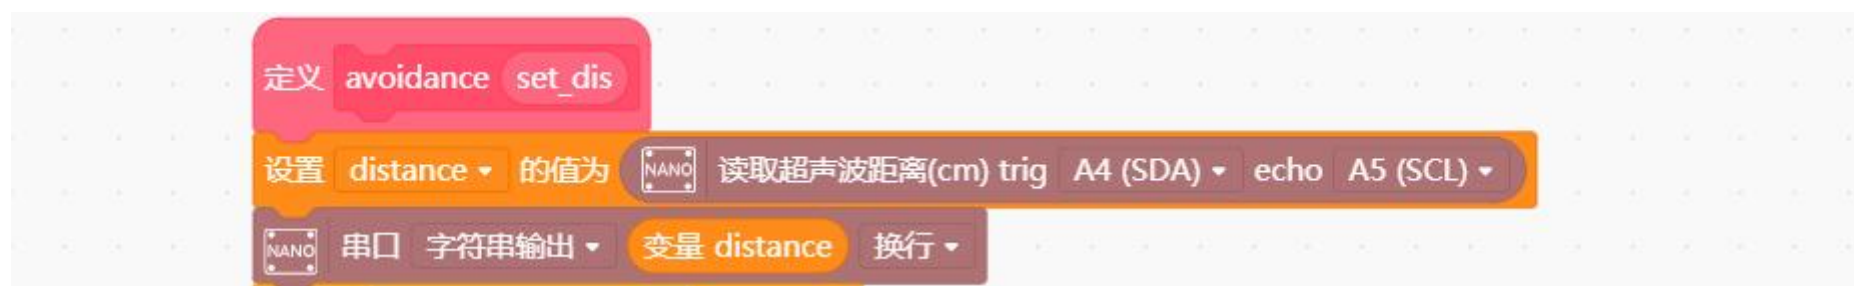 定义 avoidance set_dis
设置 distance 的值为 NANO 读取超声波距离(cm) trig A4 (SDA) echo A5 (SCL)
NANO 串口 字符串输出 变量 distance 换行